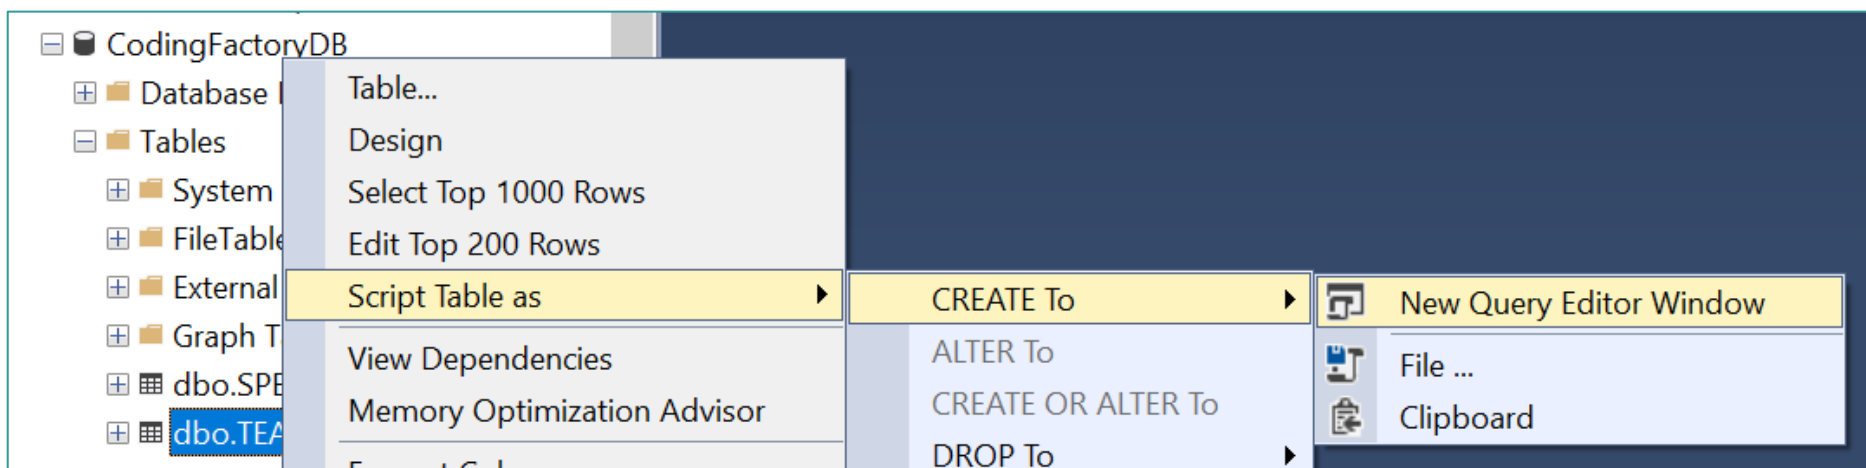 CodingFactoryDB
Database
Tables
System
FileTable
External
Graph T
dbo.SPE
dbo.TEA
Table...
Design
Select Top 1000 Rows
Edit Top 200 Rows
Script Table as
View Dependencies
Memory Optimization Advisor
CREATE To
ALTER To
CREATE OR ALTER To
DROP To
New Query Editor Window
File ...
Clipboard